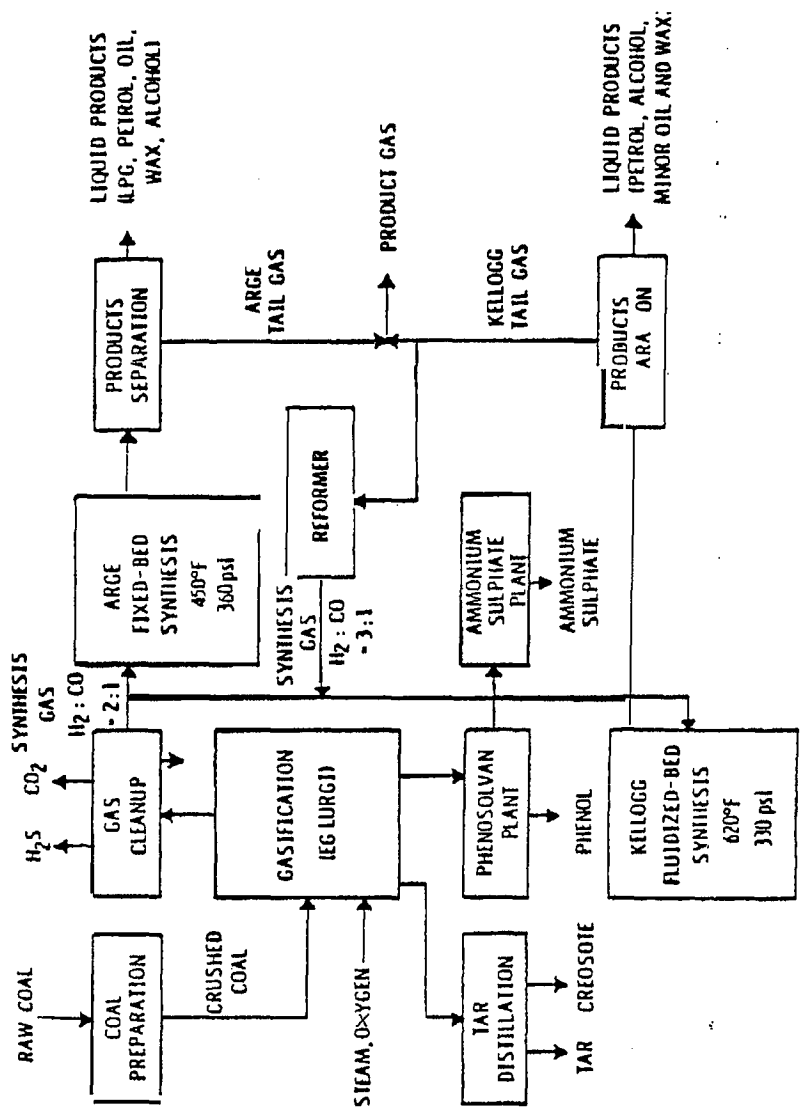 RAW COAL
COAL
PREPARATION
CRUSHED
COAL
STEAM, OXYGEN
TAR
DISTILLATION
TAR
CREOSOTE
H₂S
CO₂
GAS
CLEANUP
GASIFICATION
(EG LURGI)
PHENOSOLVAN
PLANT
PHENOL
SYNTHESIS
GAS
H₂ : CO
= 2:1
ARGE
FIXED-BED
SYNTHESIS
450°F
360 psi
SYNTHESIS
GAS
H₂ : CO
= 3:1
REFORMER
AMMONIUM
SULPHATE
PLANT
AMMONIUM
SULPHATE
KELLOGG
FLUIDIZED-BED
SYNTHESIS
620°F
330 psi
PRODUCTS
SEPARATION
ARGE
TAIL GAS
PRODUCT GAS
KELLOGG
TAIL GAS
PRODUCTS
ARA ON
LIQUID PRODUCTS
(LPG, PETROL, OIL,
WAX, ALCOHOL)
LIQUID PRODUCTS
(PETROL, ALCOHOL,
MINOR OIL AND WAX)